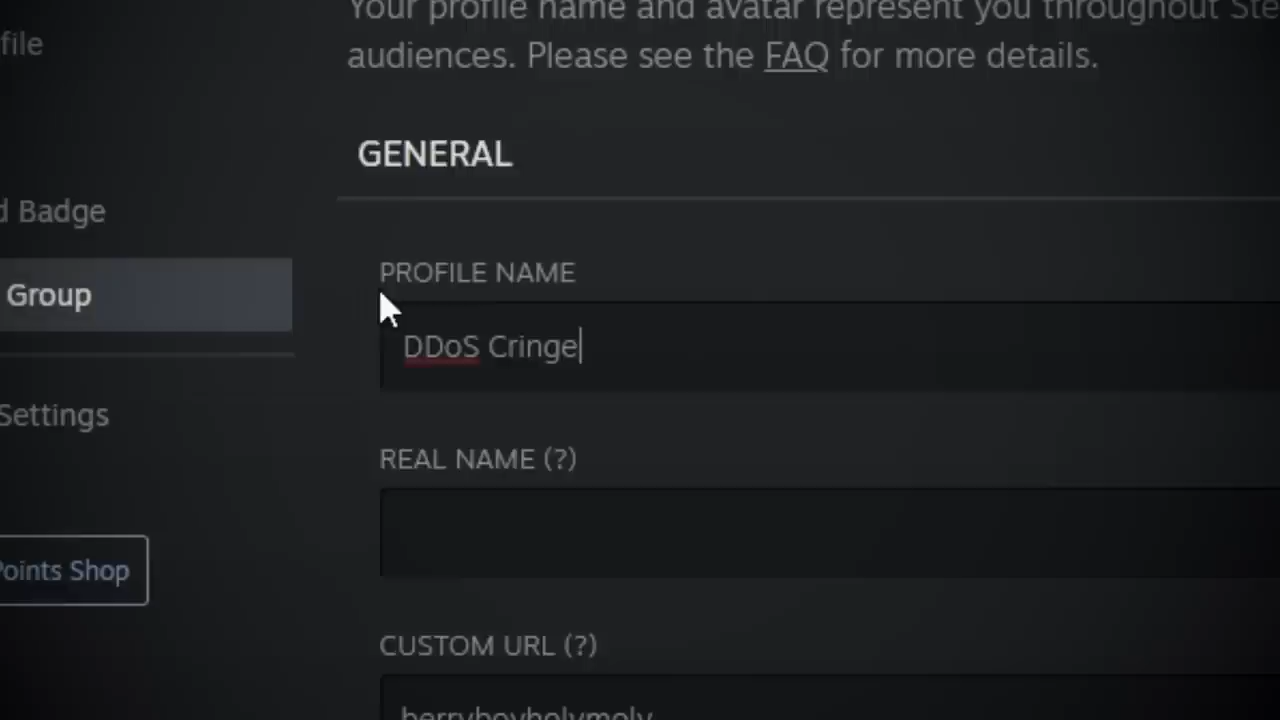 Your profile name and avatar represent you throughout Ste
file
audiences. Please see the FAQ for more details.
GENERAL
d Badge
PROFILE NAME
Group
DDoS Cringe
Settings
REAL NAME (?)
Points Shop
CUSTOM URL (?)
berryboyholymoly